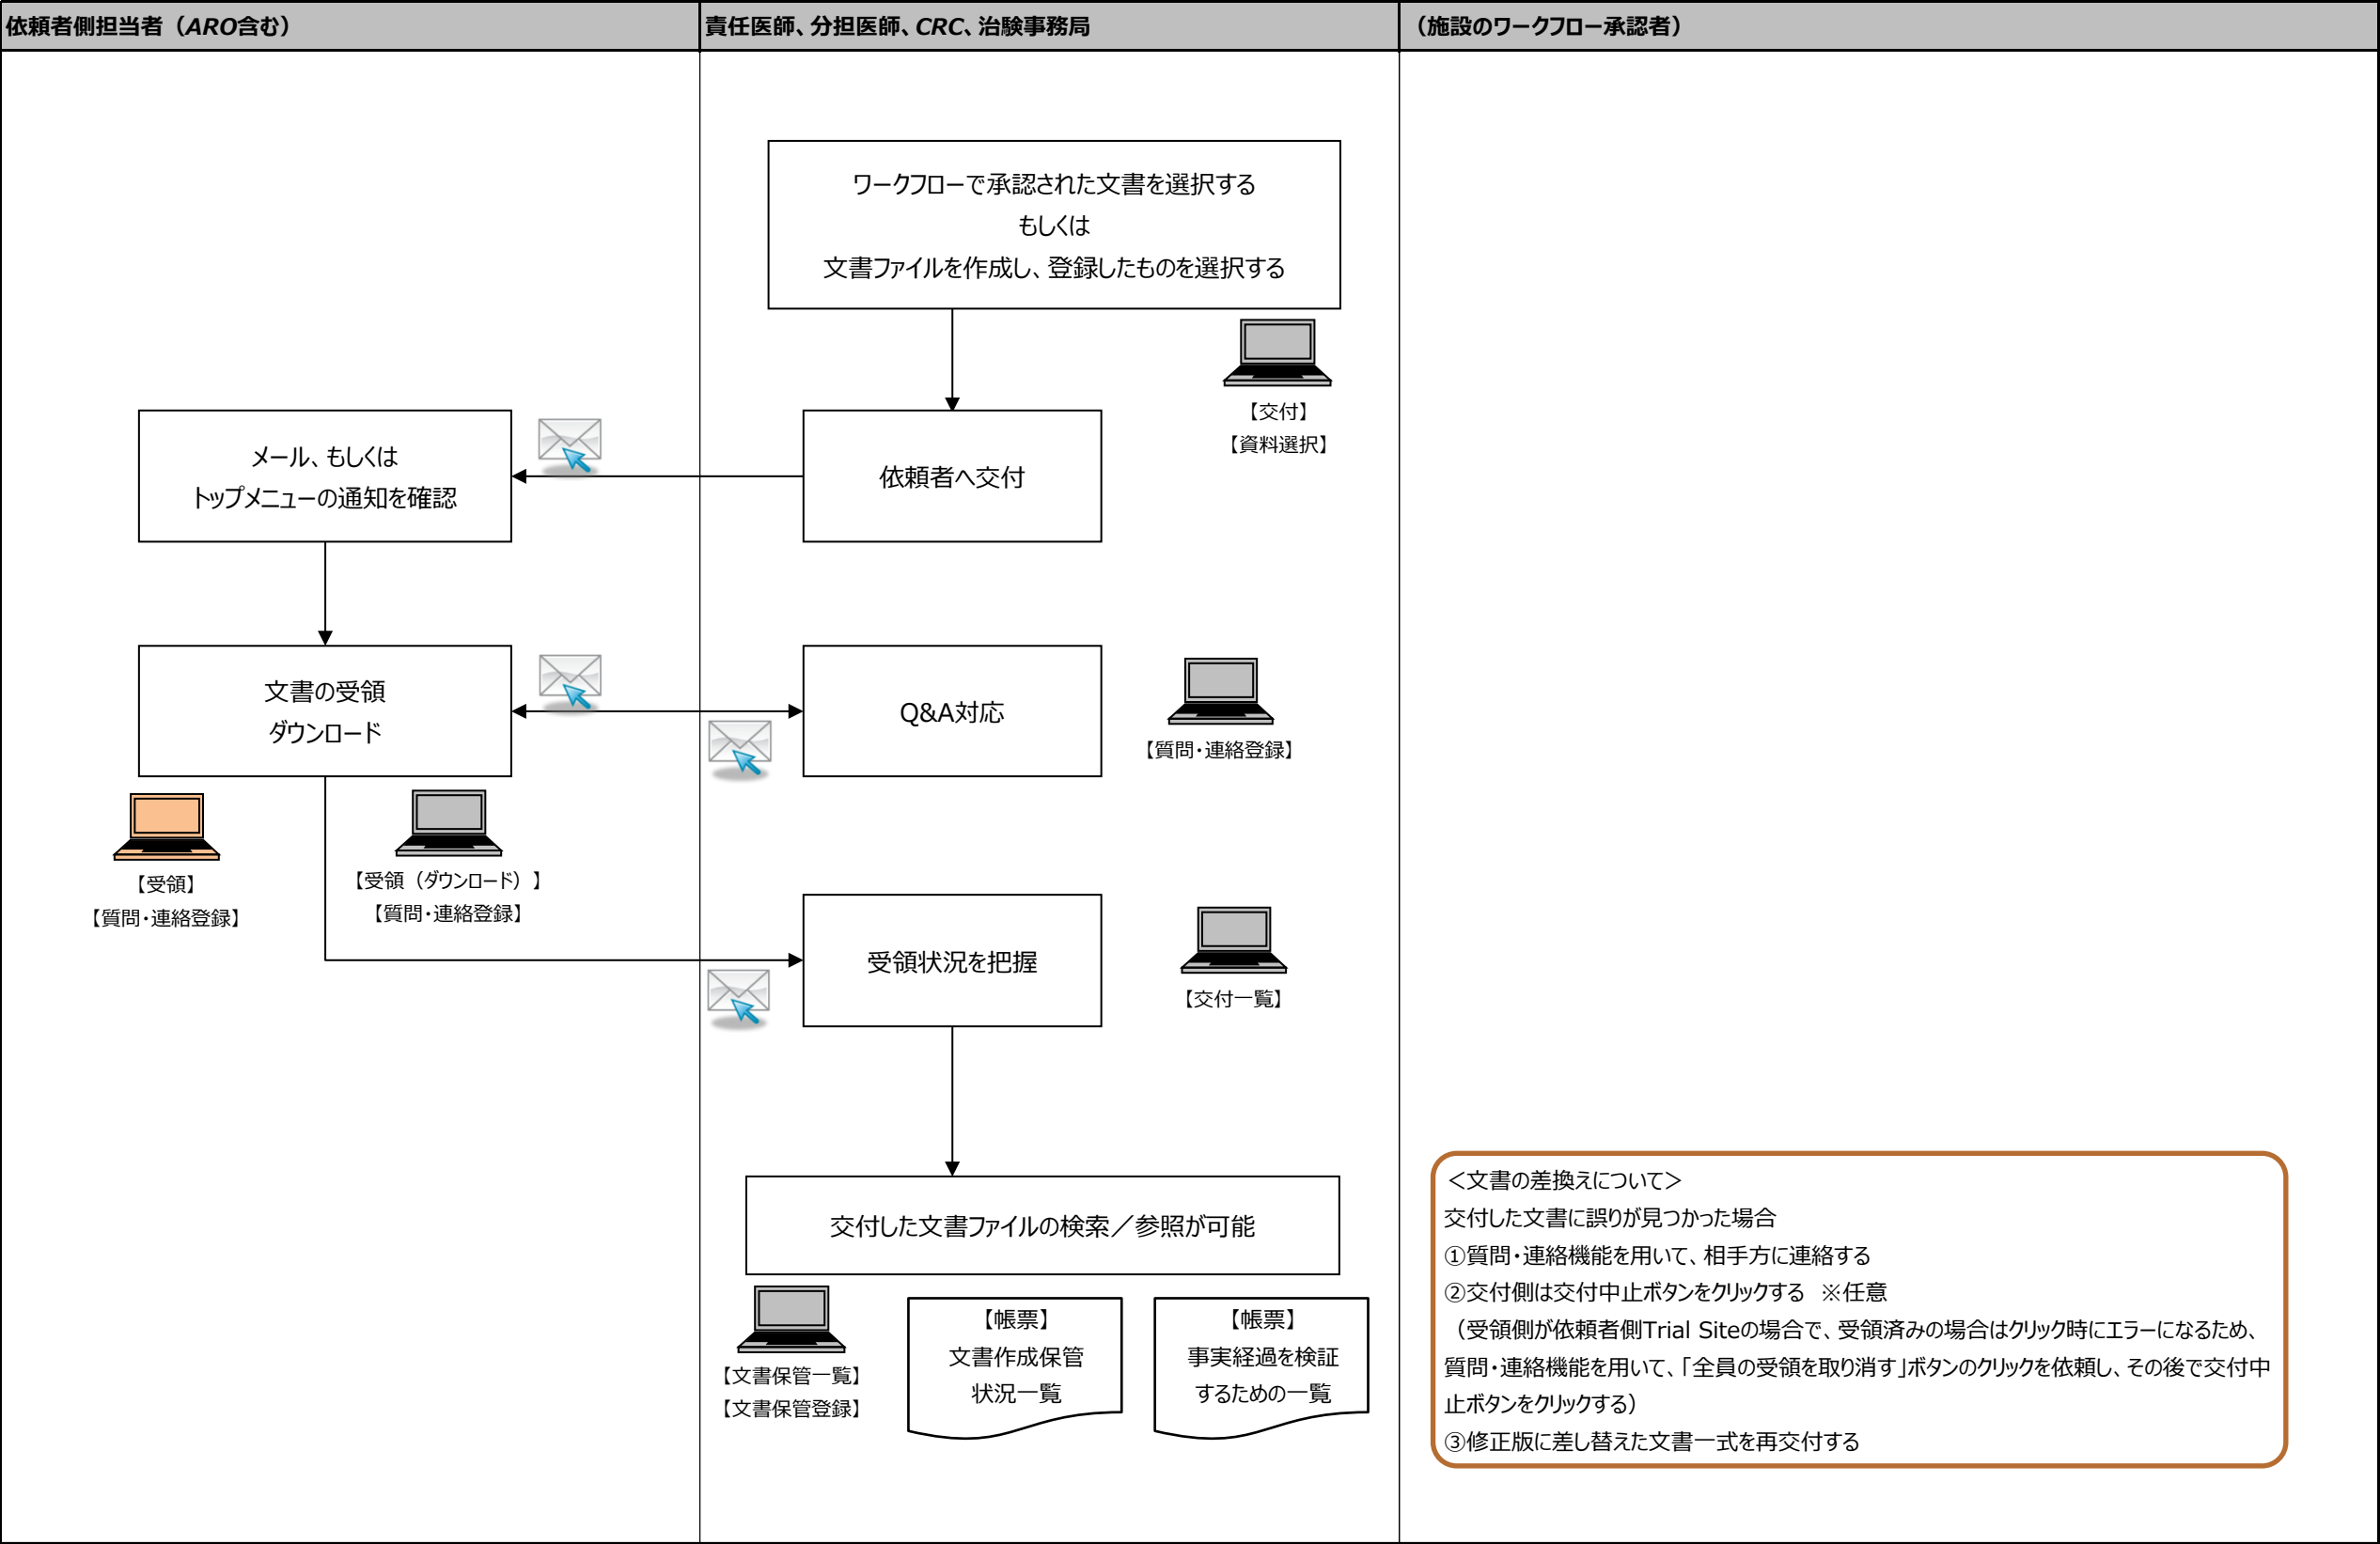 依頼者側担当者（ARO含む）
責任医師、分担医師、CRC、治験事務局
（施設のワークフロー承認者）
ワークフローで承認された文書を選択する
もしくは
文書ファイルを作成し、登録したものを選択する
【交付】
【資料選択】
メール、もしくは
トップメニューの通知を確認
依頼者へ交付
文書の受領
ダウンロード
Q&A対応
【質問・連絡登録】
【受領】
【質問・連絡登録】
【受領（ダウンロード）】
【質問・連絡登録】
受領状況を把握
【交付一覧】
交付した文書ファイルの検索／参照が可能
【文書保管一覧】
【文書保管登録】
【帳票】
文書作成保管
状況一覧
【帳票】
事実経過を検証
するための一覧
＜文書の差換えについて＞
交付した文書に誤りが見つかった場合
①質問・連絡機能を用いて、相手方に連絡する
②交付側は交付中止ボタンをクリックする　※任意
（受領側が依頼者側Trial Siteの場合で、受領済みの場合はクリック時にエラーになるため、
質問・連絡機能を用いて、「全員の受領を取り消す」ボタンのクリックを依頼し、その後で交付中
止ボタンをクリックする）
③修正版に差し替えた文書一式を再交付する